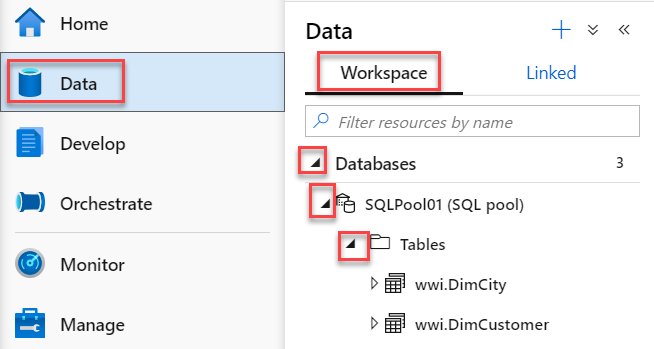 Home
Data
Develop
Orchestrate
Monitor
Manage
Data
Workspace
Linked
Filter resources by name
Databases 3
SQLPool01 (SQL pool)
Tables
wwi.DimCity
wwi.DimCustomer